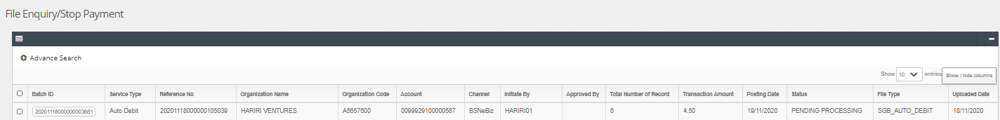 File Enquiry/Stop Payment
Advance Search
Show 10 entries Show / hide columns
Batch ID Service Type Reference No Organization Name Organization Code Account Channel Initiate By Approved By Total Number of Record Transaction Amount Posting Date Status File Type Uploaded Date
20201118000000003681 Auto Debit 20201118000000105039 HARIRI VENTURES A5657600 0099929100000587 BSNeBiz HARIRI01 6 4.50 19/11/2020 PENDING PROCESSING SGB_AUTO_DEBIT 18/11/2020